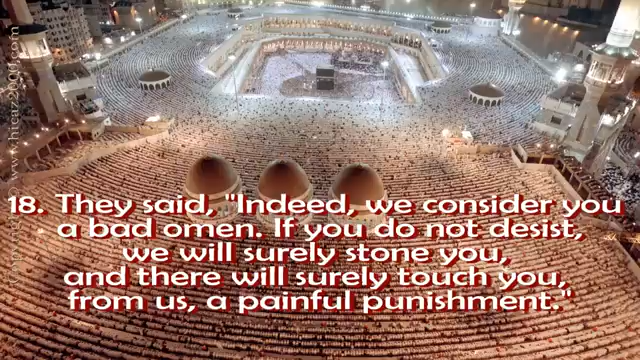 18. They said, "Indeed, we consider you
a bad omen. If you do not desist,
we will surely stone you,
and there will surely touch you,
from us, a painful punishment."